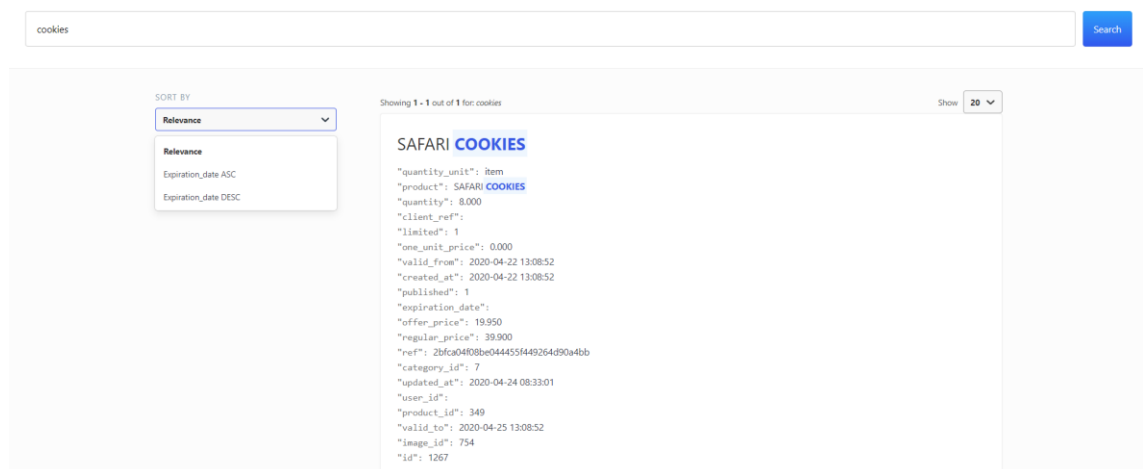 cookies
Search
SORT BY
Relevance
Relevance
Expiration_date ASC
Expiration_date DESC
Showing 1 - 1 out of 1 for: cookies
Show 20
SAFARI COOKIES
"quantity_unit": item
"product": SAFARI COOKIES
"quantity": 8.000
"client_ref":
"limited": 1
"one_unit_price": 0.000
"valid_from": 2020-04-22 13:08:52
"created_at": 2020-04-22 13:08:52
"published": 1
"expiration_date":
"offer_price": 19.950
"regular_price": 39.900
"ref": 2bfca04f08be044455f449264d90a4bb
"category_id": 7
"updated_at": 2020-04-24 08:33:01
"user_id":
"product_id": 349
"valid_to": 2020-04-25 13:08:52
"image_id": 754
"id": 1267